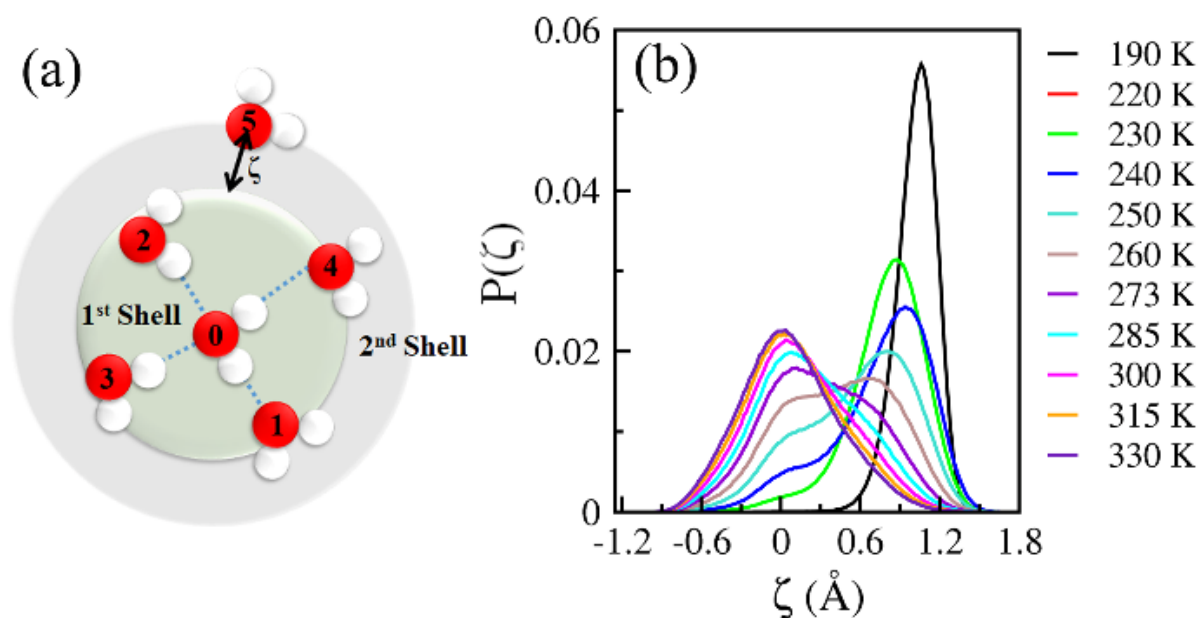 (a)
5
ζ
2
4
1st Shell
0
2nd Shell
3
1
(b)
P(ζ)
0.06
0.04
0.02
0
-1.2 -0.6 0 0.6 1.2 1.8
ζ (Å)
190 K
220 K
230 K
240 K
250 K
260 K
273 K
285 K
300 K
315 K
330 K